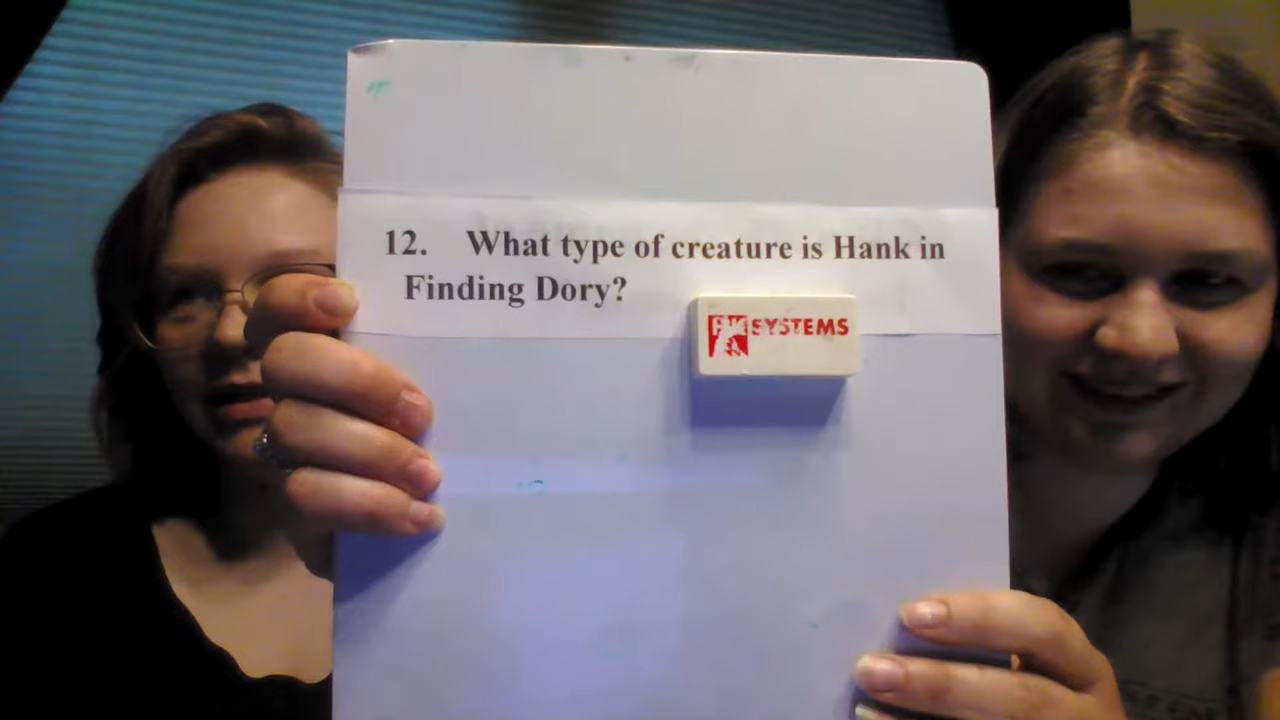 12. What type of creature is Hank in
Finding Dory?
SYSTEMS